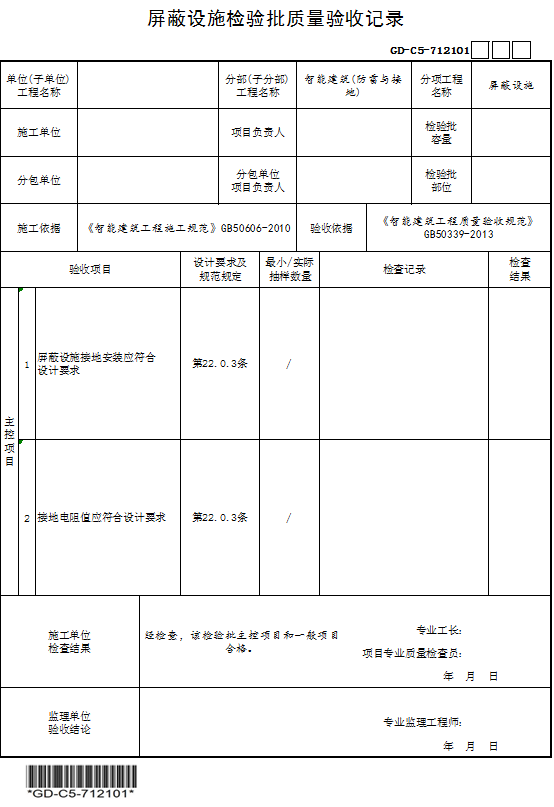 屏蔽设施检验批质量验收记录
GD-C5-712101
单位(子单位)
工程名称
分部(子分部)
工程名称
智能建筑(防雷与接
地)
分项工程
名称
屏蔽设施
施工单位
项目负责人
检验批
容量
分包单位
分包单位
项目负责人
检验批
部位
施工依据
《智能建筑工程施工规范》GB50606-2010
验收依据
《智能建筑工程质量验收规范》
GB50339-2013
验收项目
设计要求及
规范规定
最小/实际
抽样数量
检查记录
检查
结果
主
控
项
目
1
屏蔽设施接地安装应符合
设计要求
第22.0.3条
/
2
接地电阻值应符合设计要求
第22.0.3条
/
施工单位
检查结果
经检查，该检验批主控项目和一般项目
合格。
专业工长：
项目专业质量检查员：
年 月 日
监理单位
验收结论
专业监理工程师：
年 月 日
*GD-C5-712101*